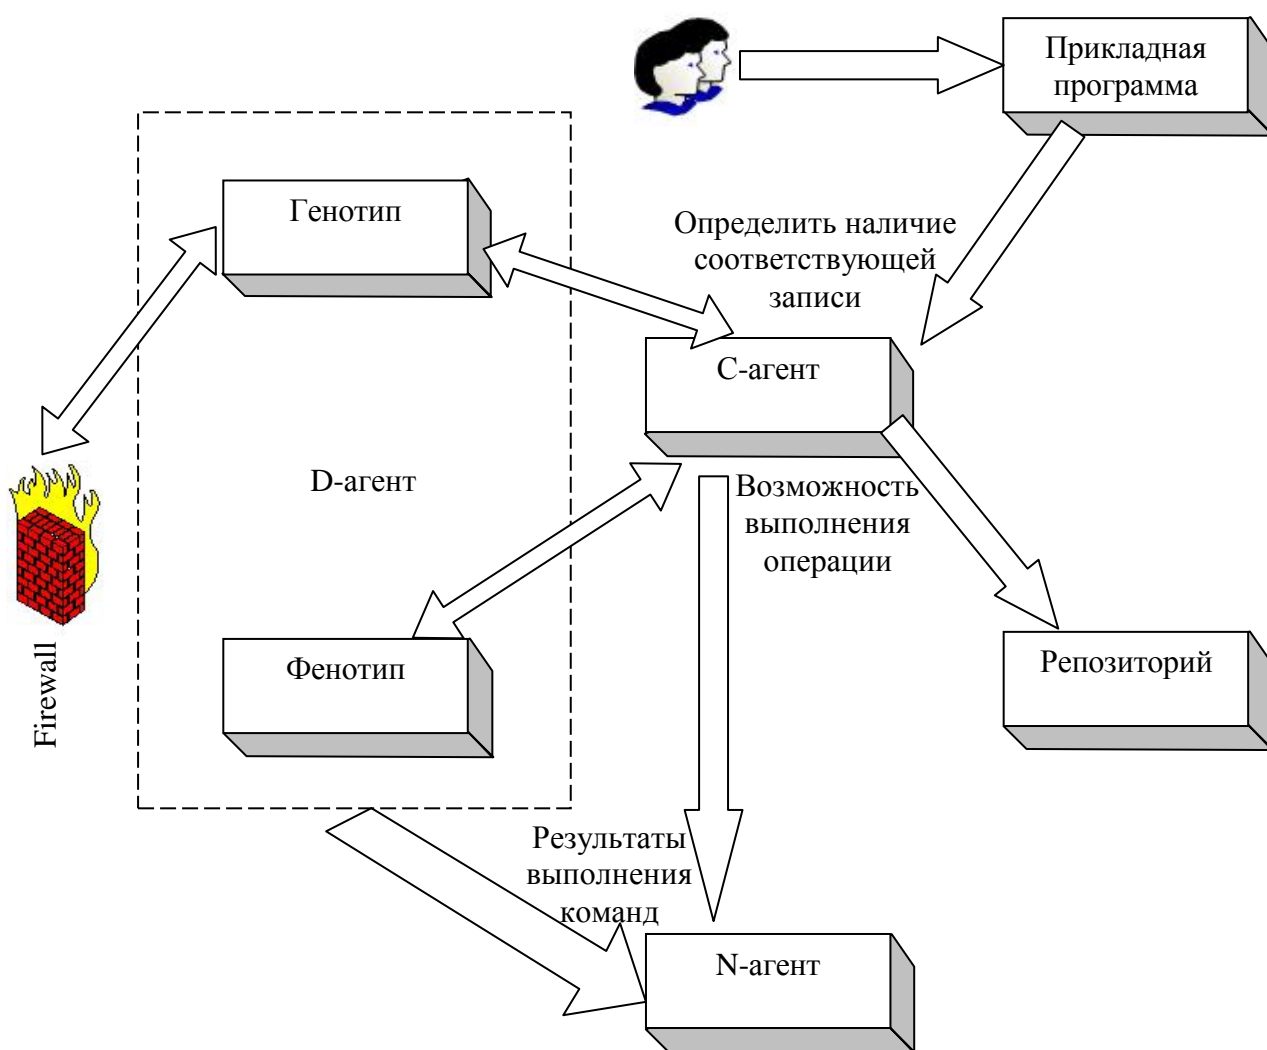 Прикладная
программа
Генотип
Определить наличие
соответствующей
записи
С-агент
D-агент
Возможность
выполнения
операции
Firewall
Фенотип
Репозиторий
Результаты
выполнения
команд
N-агент